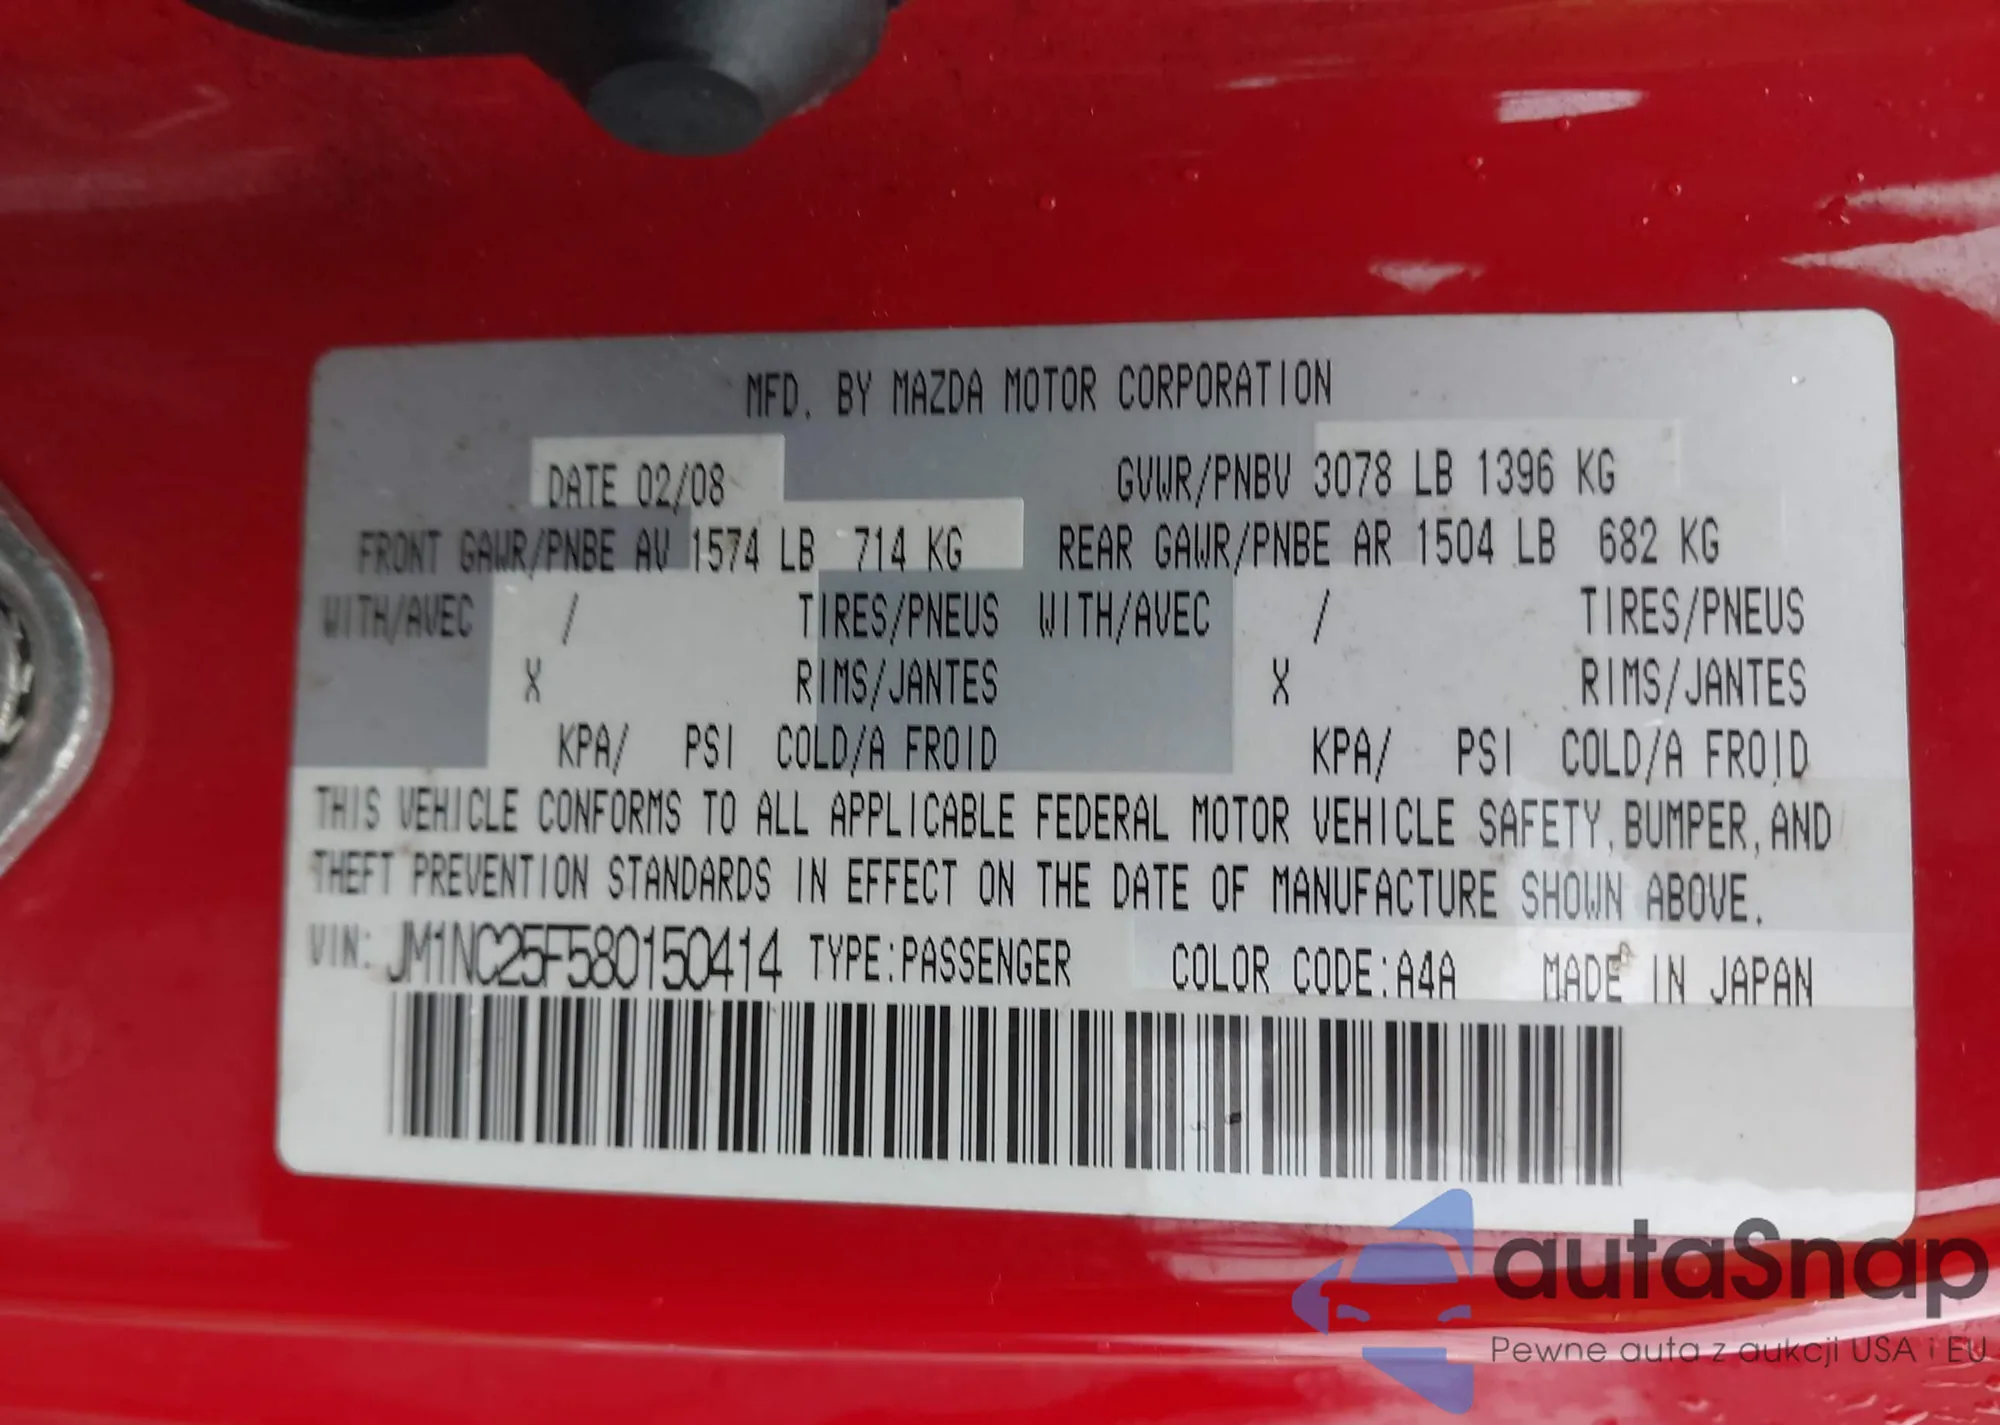 MFD. BY MAZDA MOTOR CORPORATION
DATE 02/08 GVWR/PNBV 3078 LB 1396 KG
FRONT GAWR/PNBE AV 1574 LB 714 KG REAR GAWR/PNBE AR 1504 LB 682 KG
WITH/AVEC / TIRES/PNEUS WITH/AVEC / TIRES/PNEUS
X RIMS/JANTES X RIMS/JANTES
KPA/ PSI COLD/A FROID KPA/ PSI COLD/A FROID
THIS VEHICLE CONFORMS TO ALL APPLICABLE FEDERAL MOTOR VEHICLE SAFETY, BUMPER, AND
THEFT PREVENTION STANDARDS IN EFFECT ON THE DATE OF MANUFACTURE SHOWN ABOVE.
VIN: JM1NC25F580150414 TYPE:PASSENGER COLOR CODE:A4A MADE IN JAPAN
autaSnap
Pewne auta z aukcji USA i EU